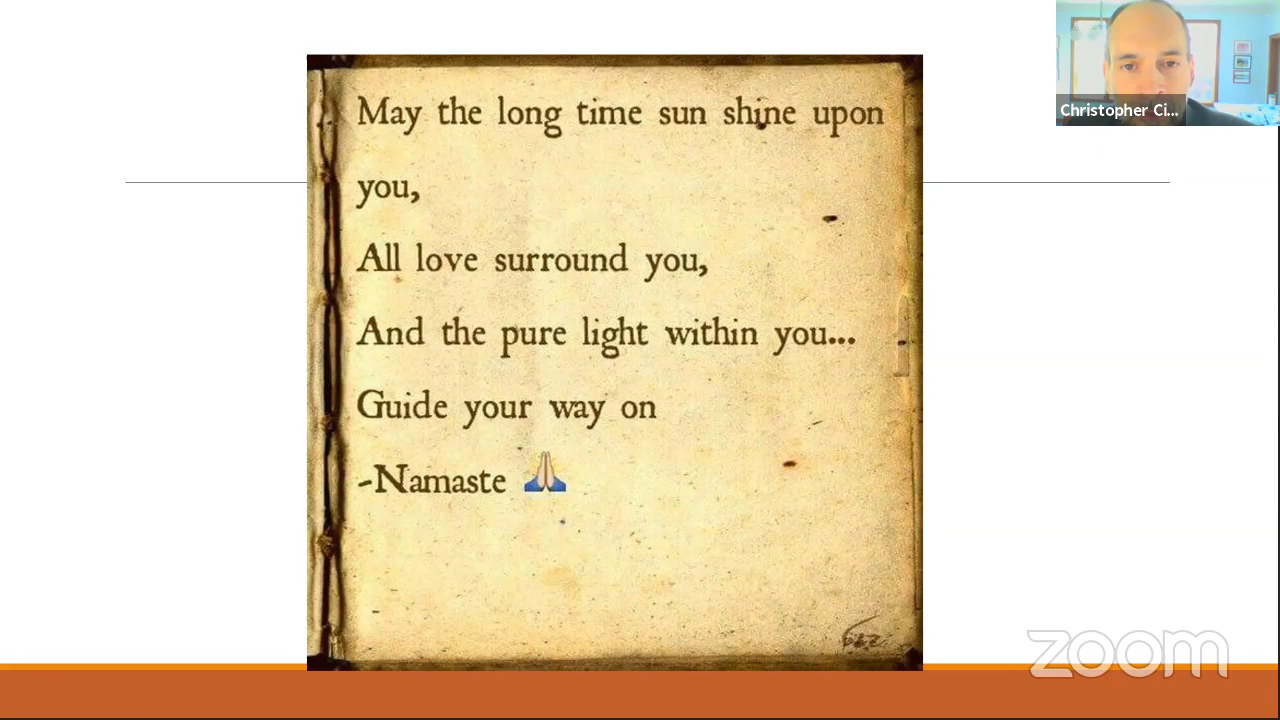 May the long time sun shine upon
you,
All love surround you,
And the pure light within you...
Guide your way on
-Namaste 🙏
Christopher Ci...
zoom